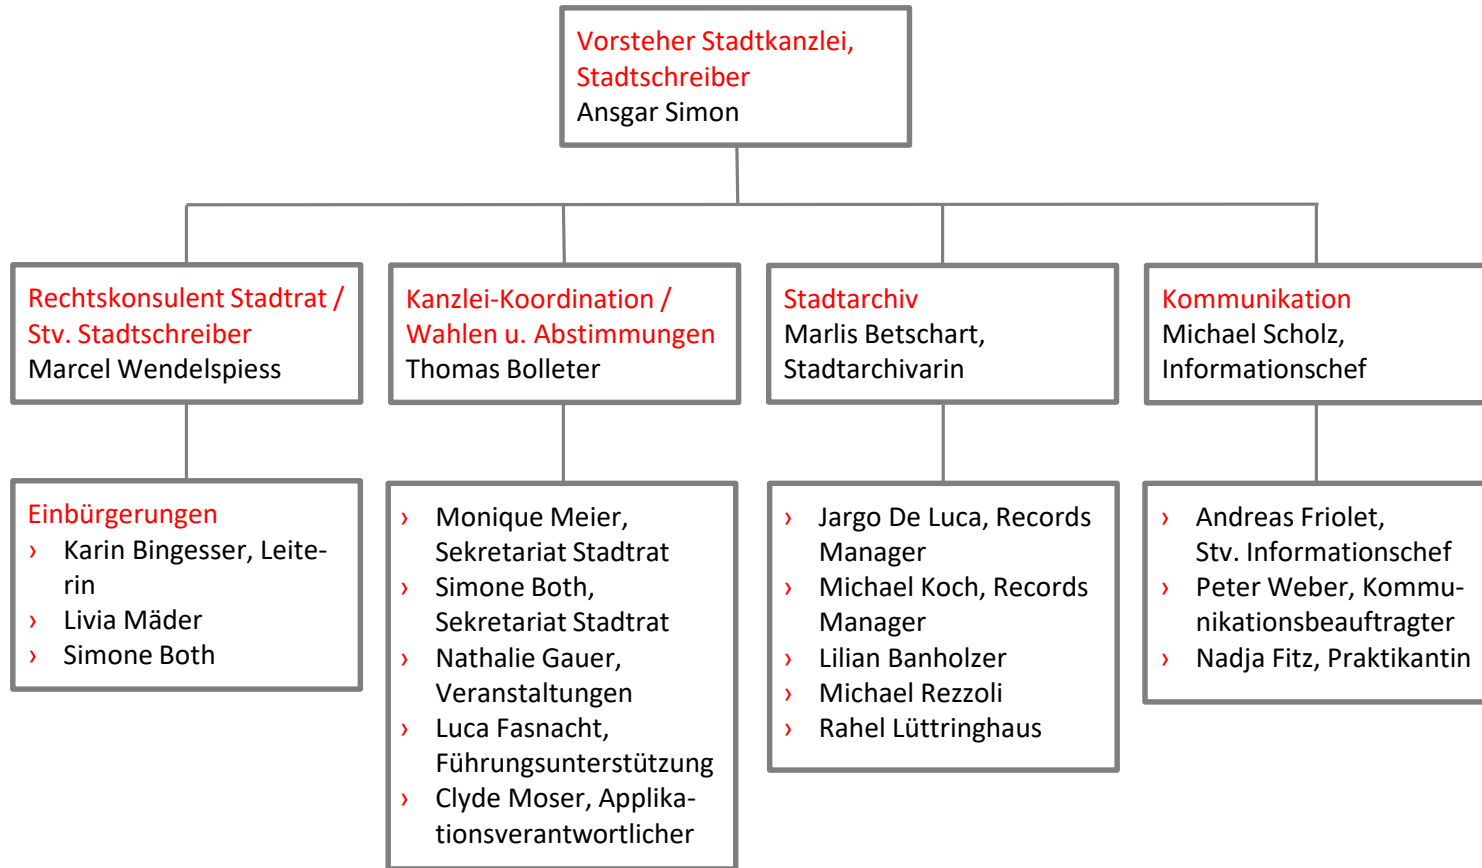 Vorsteher Stadtkanzlei,
Stadtschreiber
Ansgar Simon
Rechtskonsulent Stadtrat /
Stv. Stadtschreiber
Marcel Wendelspiess
Kanzlei-Koordination /
Wahlen u. Abstimmungen
Thomas Bolleter
Stadtarchiv
Marlis Betschart,
Stadtarchivarin
Kommunikation
Michael Scholz,
Informationschef
Einbürgerungen
› Karin Bingesser, Leite-
rin
› Livia Mäder
› Simone Both
› Monique Meier,
Sekretariat Stadtrat
› Simone Both,
Sekretariat Stadtrat
› Nathalie Gauer,
Veranstaltungen
› Luca Fasnacht,
Führungsunterstützung
› Clyde Moser, Applika-
tionsverantwortlicher
› Jargo De Luca, Records
Manager
› Michael Koch, Records
Manager
› Lilian Banholzer
› Michael Rezzoli
› Rahel Lüttringhaus
› Andreas Friolet,
Stv. Informationschef
› Peter Weber, Kommu-
nikationsbeauftragter
› Nadja Fitz, Praktikantin